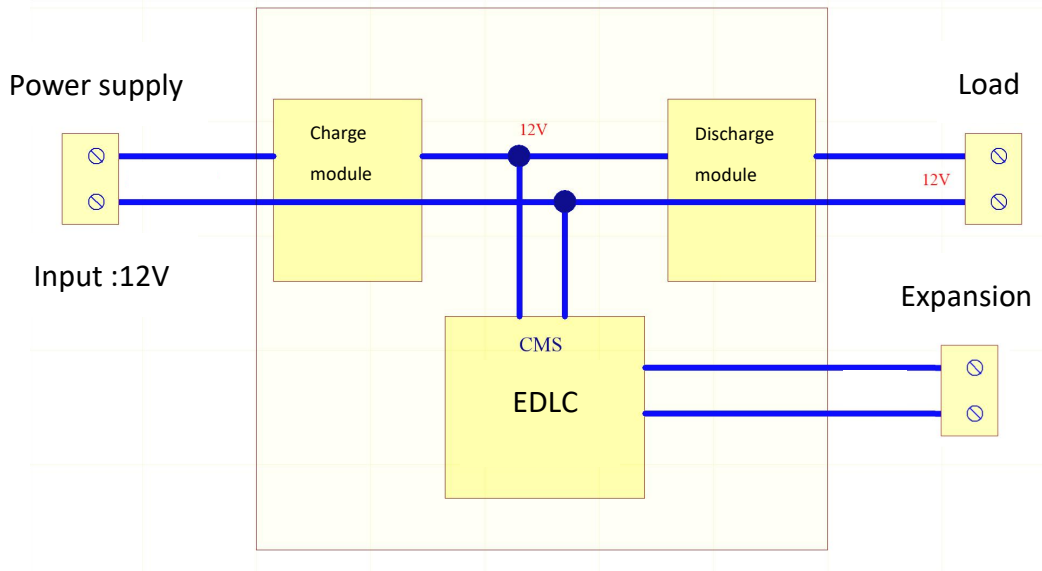 Power supply
Load
Charge
module
12V
Discharge
module
12V
Input :12V
Expansion
CMS
EDLC